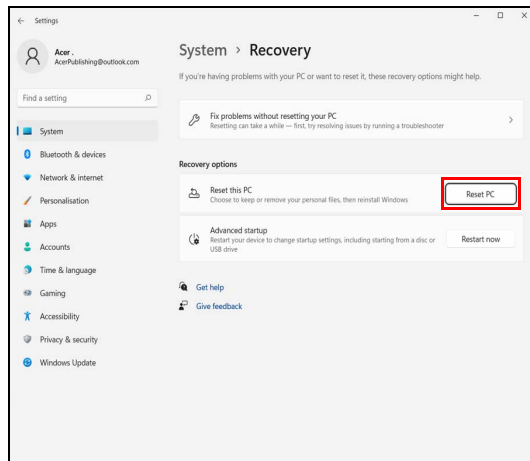 Settings
Acer .
AcerPublishing@outlook.com
Find a setting
System
Bluetooth & devices
Network & internet
Personalisation
Apps
Accounts
Time & language
Gaming
Accessibility
Privacy & security
Windows Update
System > Recovery
If you're having problems with your PC or want to reset it, these recovery options might help.
Fix problems without resetting your PC
Resetting can take a while — first, try resolving issues by running a troubleshooter
Recovery options
Reset this PC
Choose to keep or remove your personal files, then reinstall Windows
Reset PC
Advanced startup
Restart your device to change startup settings, including starting from a disc or
USB drive
Restart now
Get help
Give feedback